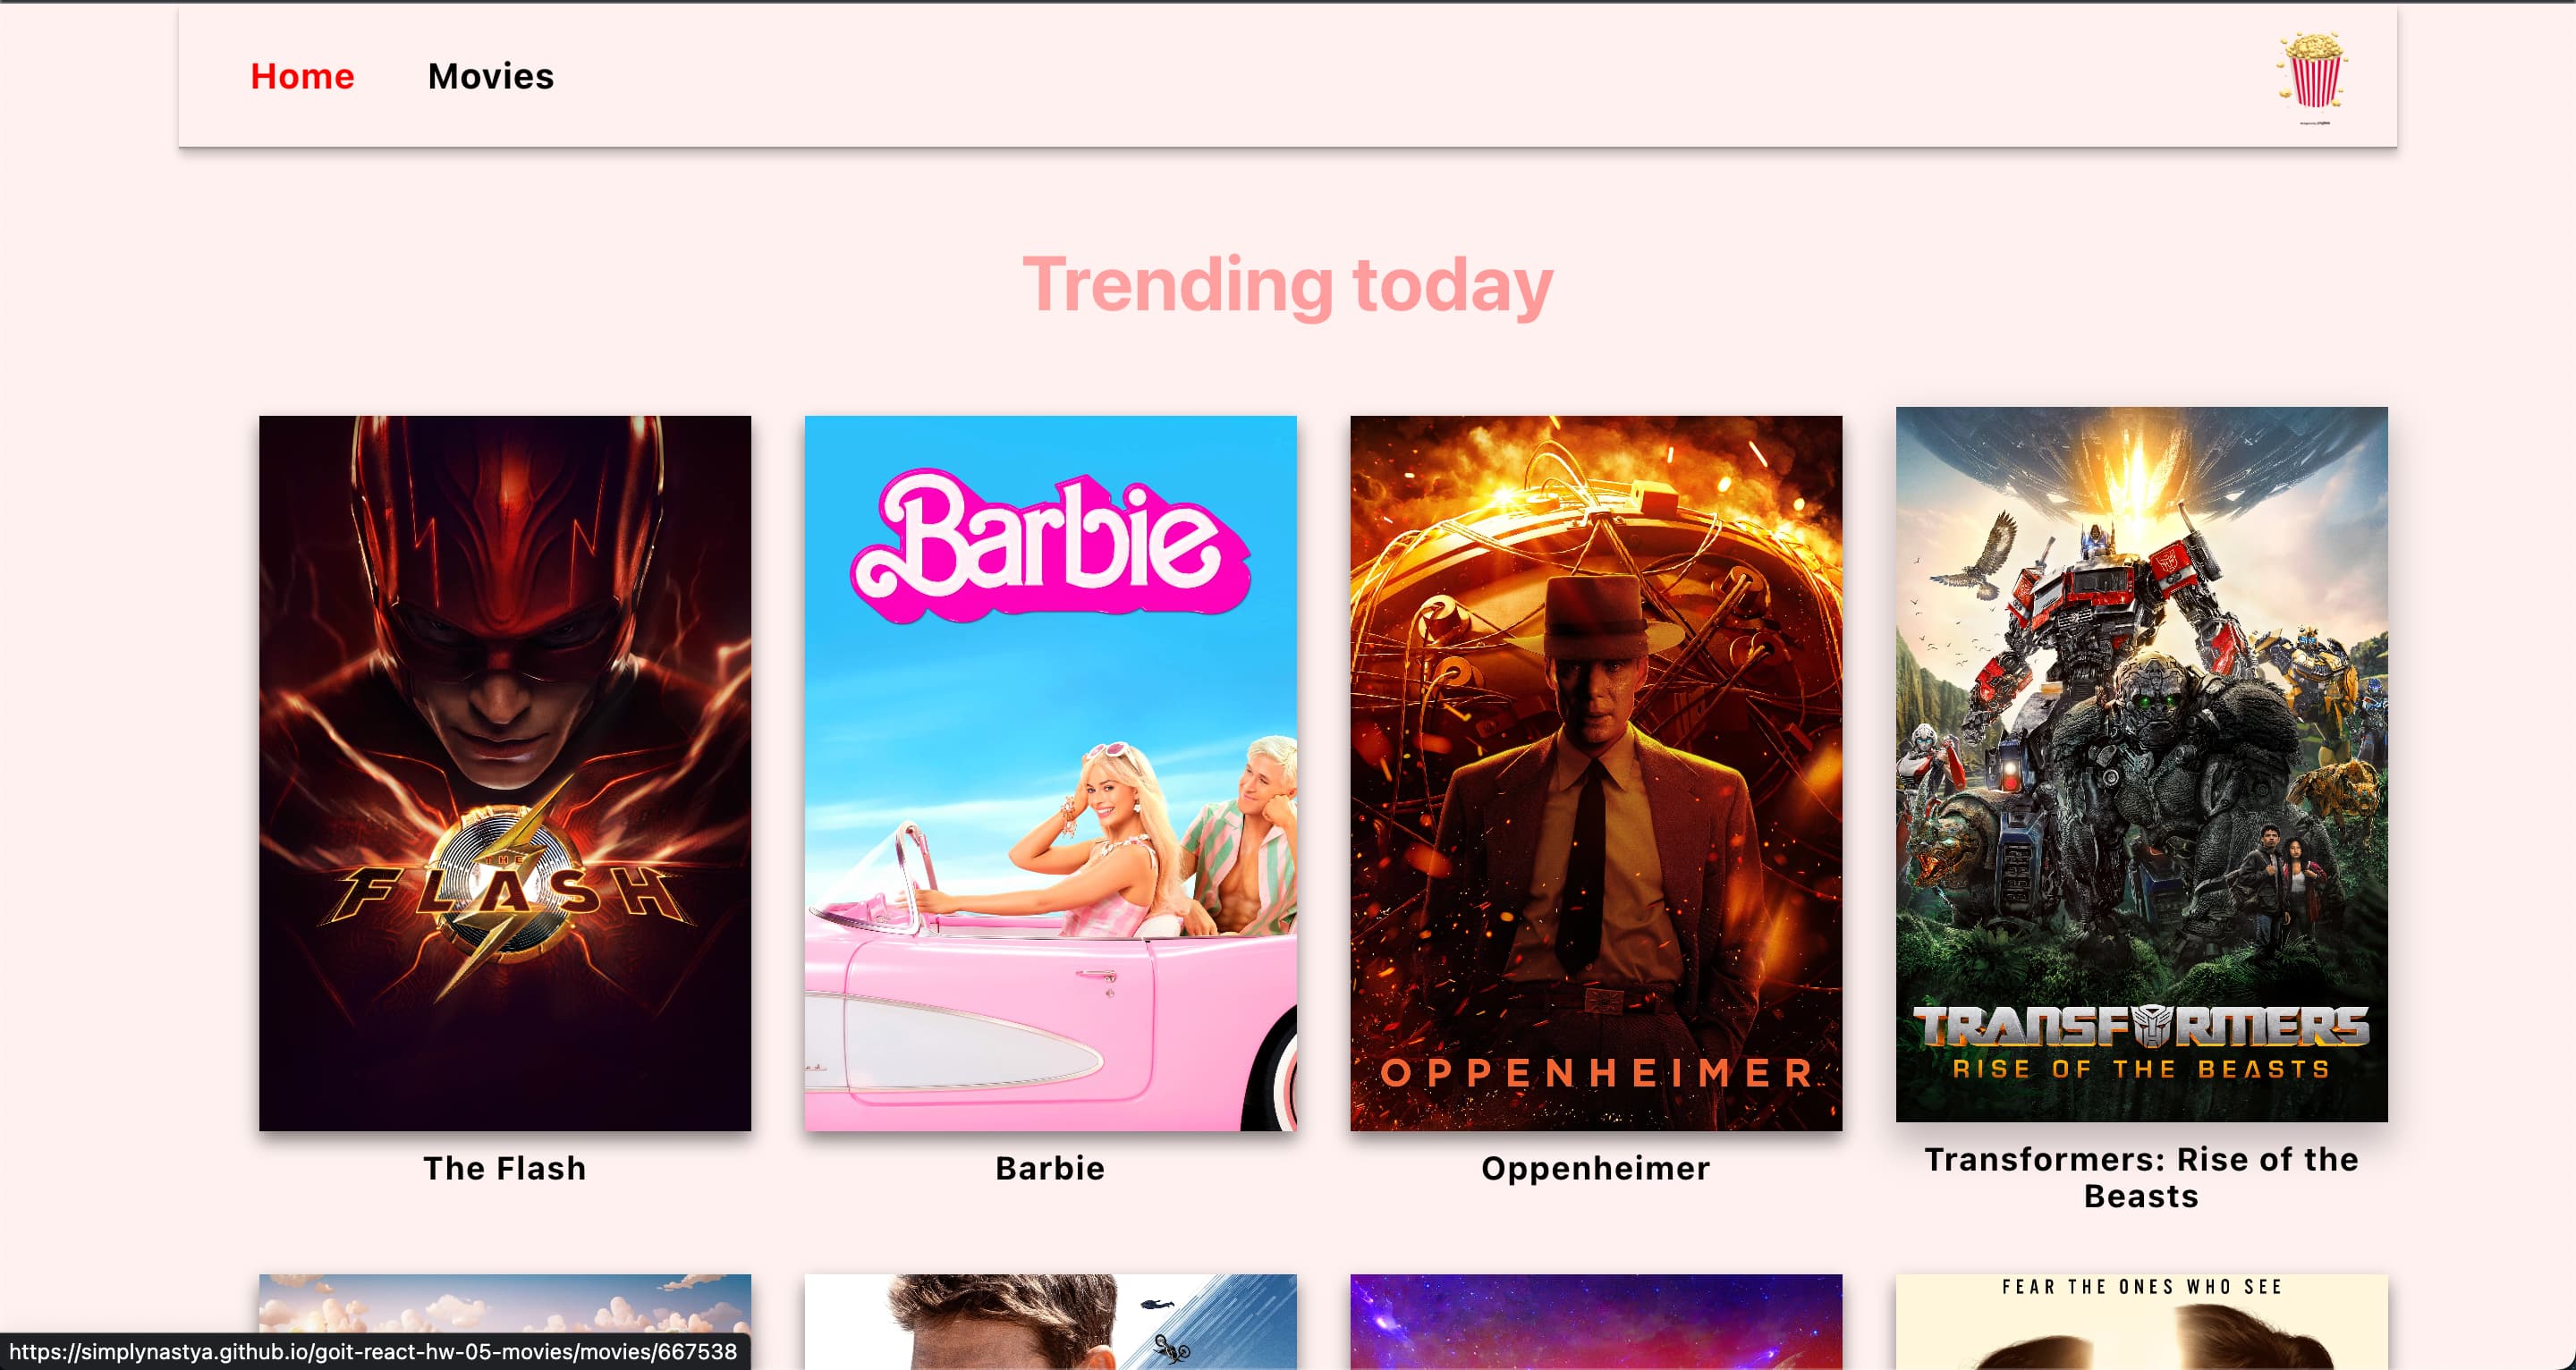 Home Movies
Trending today
Barbie
THE
FLASH
OPPENHEIMER
TRANSFORMERS
RISE OF THE BEASTS
The Flash
Barbie
Oppenheimer
Transformers: Rise of the
Beasts
FEAR THE ONES WHO SEE
https://simplynastya.github.io/goit-react-hw-05-movies/movies/667538